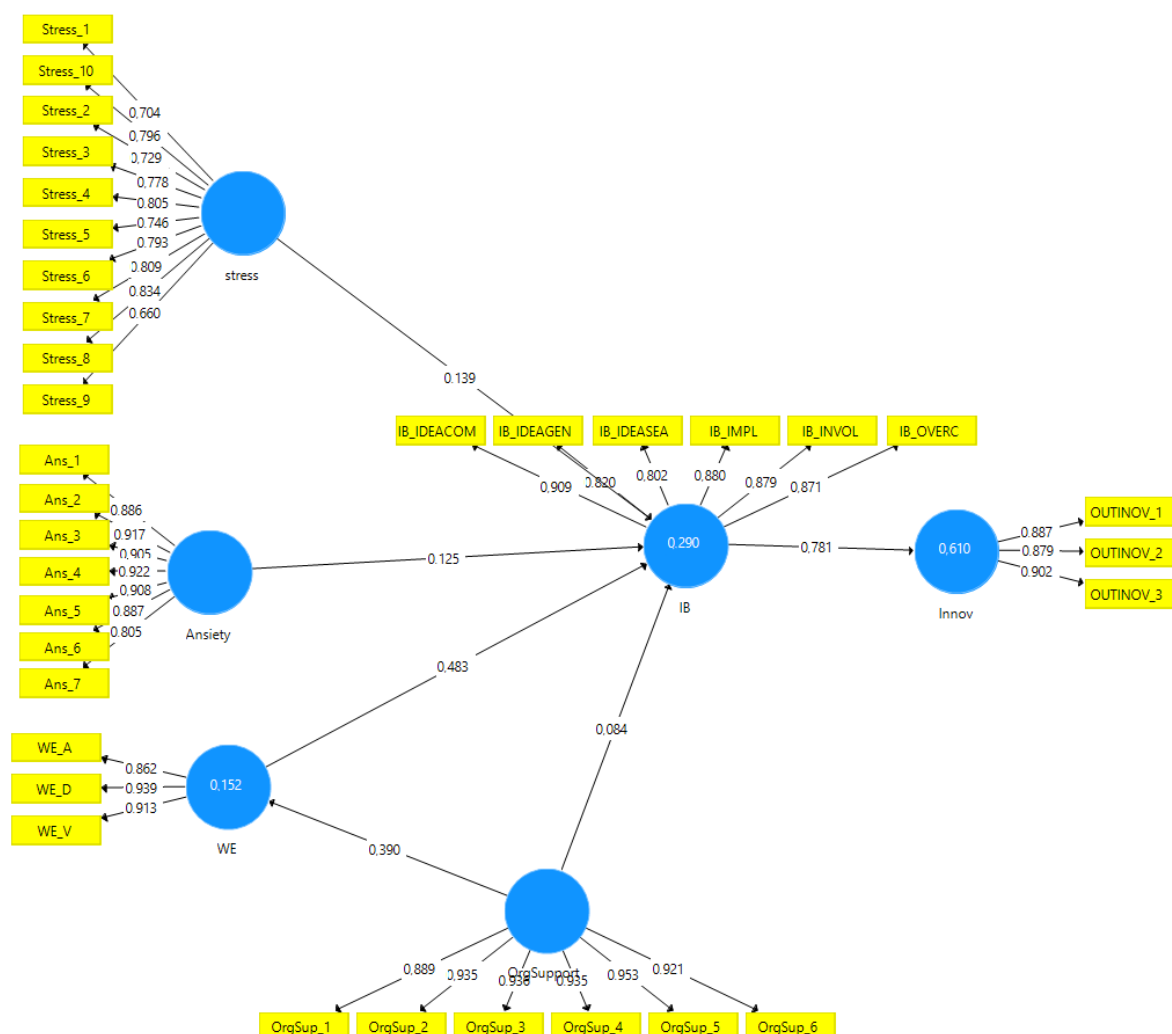 Stress_1
Stress_10
Stress_2
Stress_3
Stress_4
Stress_5
Stress_6
Stress_7
Stress_8
Stress_9
0.704
0.796
0.729
0.778
0.805
0.746
0.793
0.809
0.834
0.660
stress
0.139
IB_IDEACOM
IB_IDEAGEN
IB_IDEASEA
IB_IMPL
IB_INVOL
IB_OVERC
0.909
0.820
0.802
0.880
0.879
0.871
Ans_1
Ans_2
Ans_3
Ans_4
Ans_5
Ans_6
Ans_7
0.886
0.917
0.905
0.922
0.908
0.887
0.805
Ansiety
0.125
0.290
IB
0.781
0.610
Innov
0.887
0.879
0.902
OUTINOV_1
OUTINOV_2
OUTINOV_3
0.483
0.084
WE_A
WE_D
WE_V
0.862
0.939
0.913
0.152
WE
0.390
OrgSupport
0.889
0.935
0.936
0.935
0.953
0.921
OrgSup_1
OrgSup_2
OrgSup_3
OrgSup_4
OrgSup_5
OrgSup_6